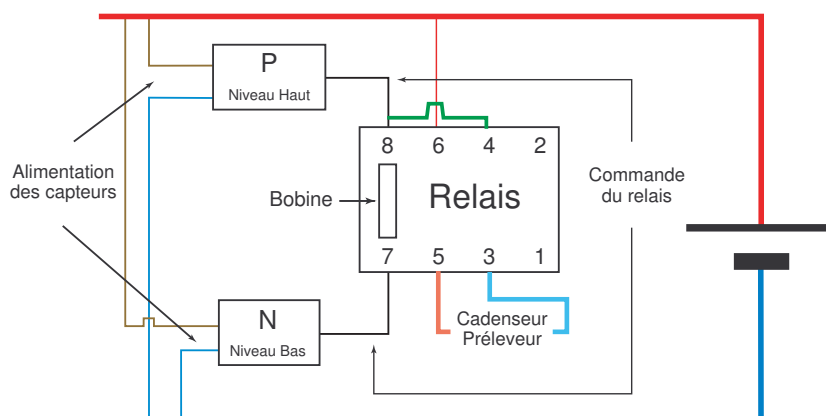 P
Niveau Haut
8 6 4 2
Alimentation
des capteurs
Bobine
Relais
Commande
du relais
7 5 3 1
N
Niveau Bas
Cadenseur
Préleveur